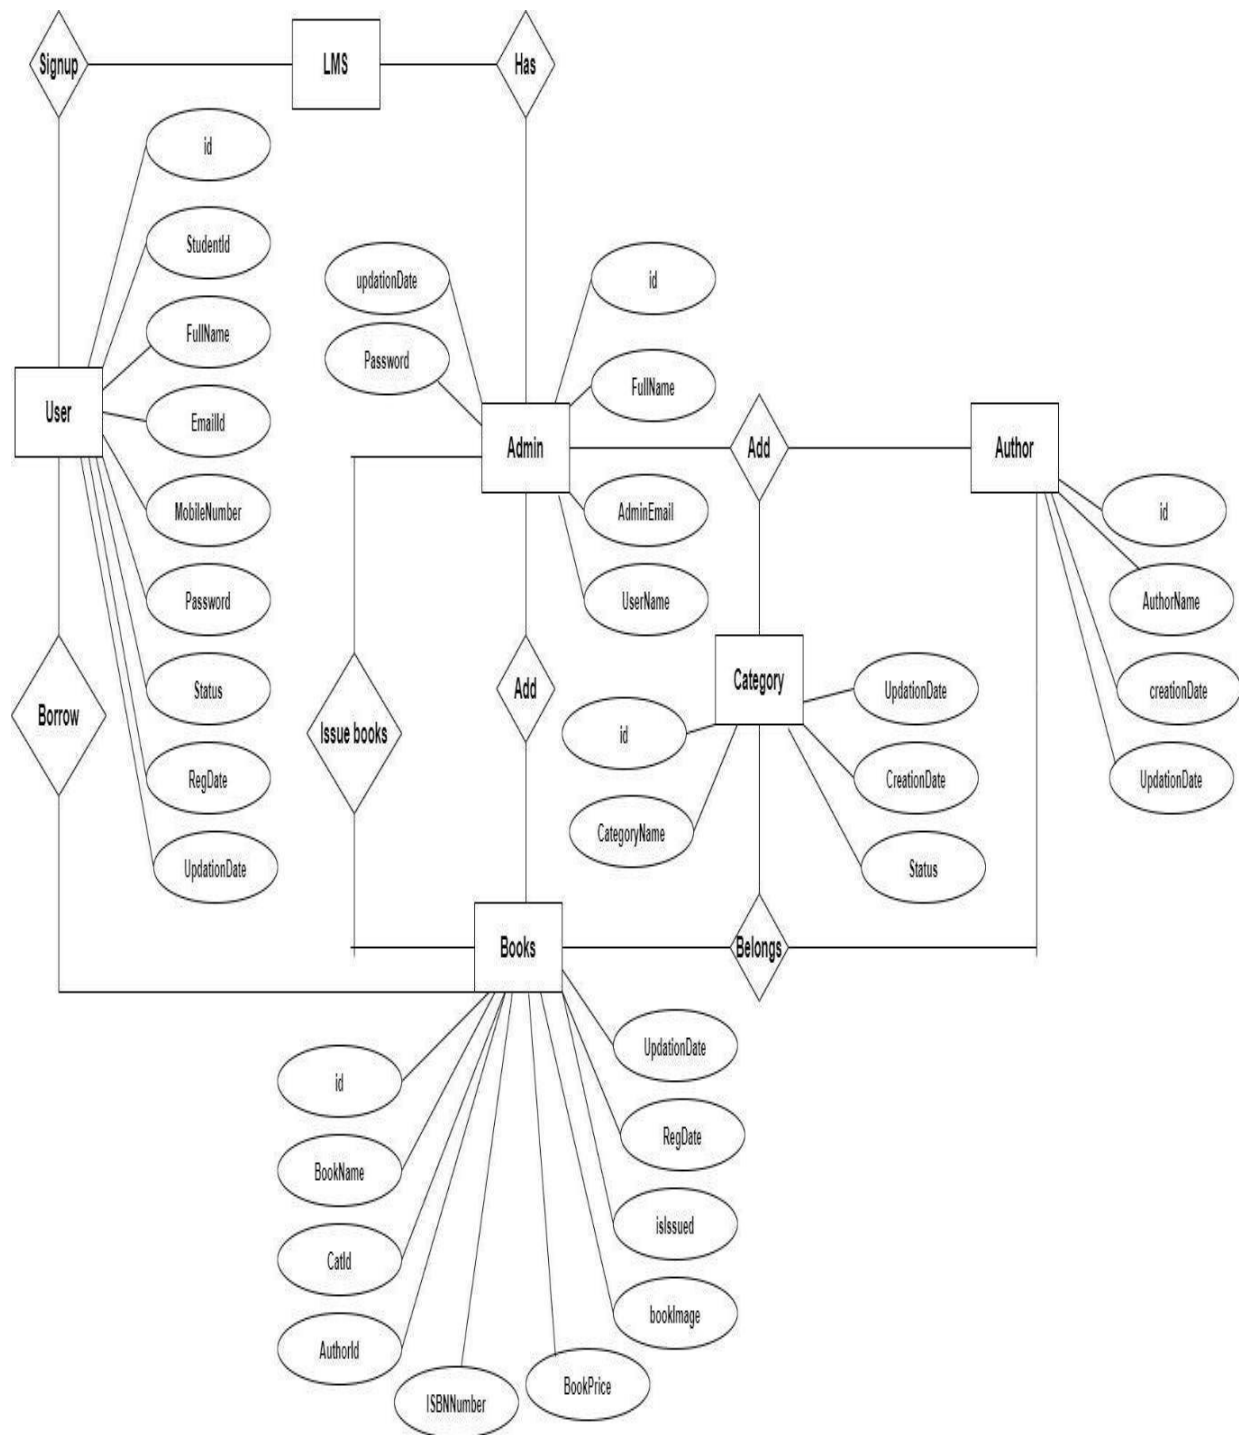 Signup
LMS
Has
id
StudentId
FullName
EmailId
MobileNumber
Password
Status
RegDate
UpdationDate
User
Borrow
updationDate
Password
id
FullName
Admin
AdminEmail
UserName
Add
Author
id
AuthorName
creationDate
UpdationDate
Issue books
Add
Category
id
CategoryName
UpdationDate
CreationDate
Status
Books
Belongs
id
BookName
CatId
AuthorId
ISBNNumber
BookPrice
bookImage
isIssued
RegDate
UpdationDate